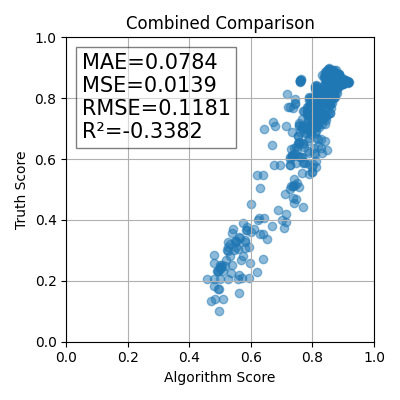 Combined Comparison
MAE=0.0784
MSE=0.0139
RMSE=0.1181
R²=-0.3382
Truth Score
1.0
0.8
0.6
0.4
0.2
0.0
0.0 0.2 0.4 0.6 0.8 1.0
Algorithm Score